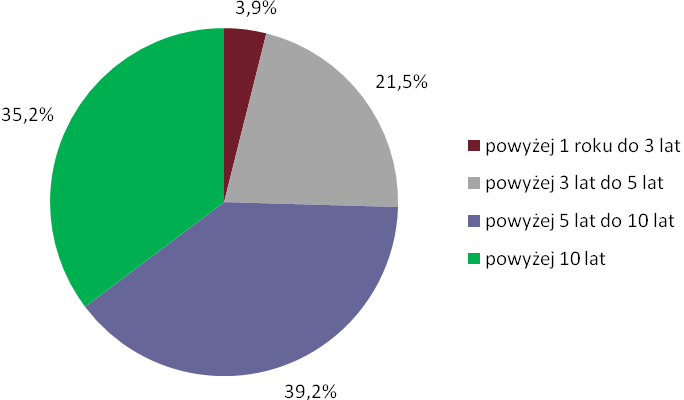 3,9%
21,5%
35,2%
39,2%
powyżej 1 roku do 3 lat
powyżej 3 lat do 5 lat
powyżej 5 lat do 10 lat
powyżej 10 lat